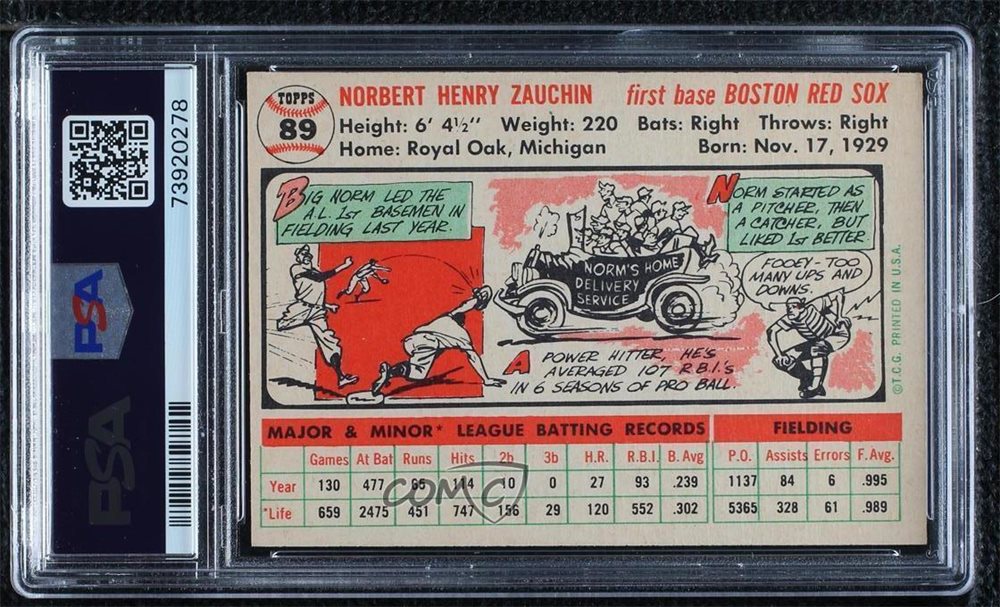 PSA
73920278
PSA
PSA
TOPPS
89
NORBERT HENRY ZAUCHIN first base BOSTON RED SOX
Height: 6' 4½" Weight: 220 Bats: Right Throws: Right
Home: Royal Oak, Michigan Born: Nov. 17, 1929
BIG NORM LED THE
A.L. 1st BASEMEN IN
FIELDING LAST YEAR.
NORM'S HOME
DELIVERY
SERVICE
A POWER HITTER, HE'S
AVERAGED 107 R.B.I.'s
IN 6 SEASONS OF PRO BALL.
NORM STARTED AS
A PITCHER, THEN
A CATCHER, BUT
LIKED 1st BETTER
FOOEY - TOO
MANY UPS AND
DOWNS.
©T.C.G. PRINTED IN U.S.A.
MAJOR & MINOR* LEAGUE BATTING RECORDS FIELDING
Games At Bat Runs Hits 2b 3b H.R. R.B.I. B. Avg P.O. Assists Errors F. Avg.
Year 130 477 65 114 10 0 27 93 .239 1137 84 6 .995
*Life 659 2475 451 747 156 29 120 552 .302 5365 328 61 .989
COMC